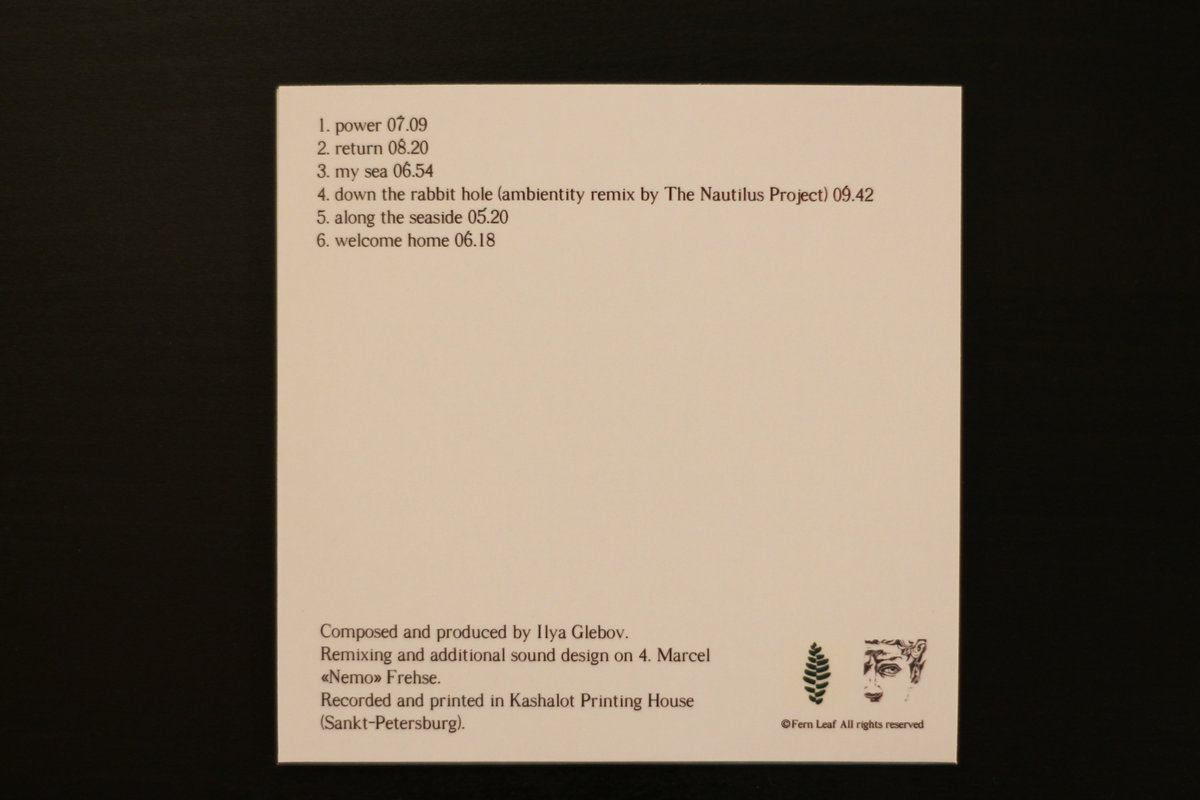 1. power 07.09
2. return 08.20
3. my sea 06.54
4. down the rabbit hole (ambientity remix by The Nautilus Project) 09.42
5. along the seaside 05.20
6. welcome home 06.18
Composed and produced by Ilya Glebov.
Remixing and additional sound design on 4. Marcel
«Nemo» Frehse.
Recorded and printed in Kashalot Printing House
(Sankt-Petersburg).
©Fern Leaf All rights reserved